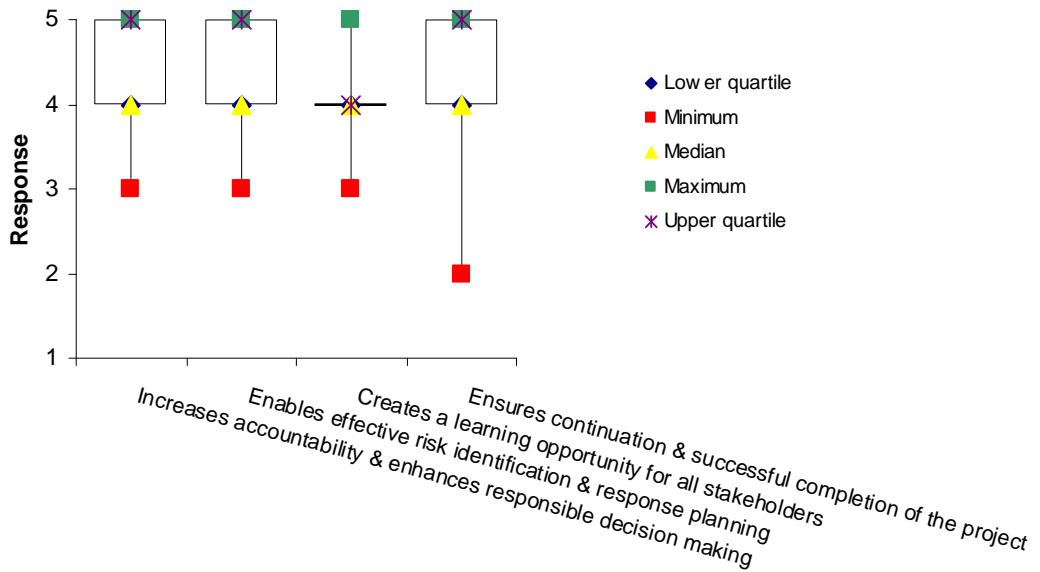 5
4
3
2
1
Response
Increases accountability & enhances responsible decision making
Enables effective risk identification & response planning
Creates a learning opportunity for all stakeholders
Ensures continuation & successful completion of the project
Low er quartile
Minimum
Median
Maximum
Upper quartile